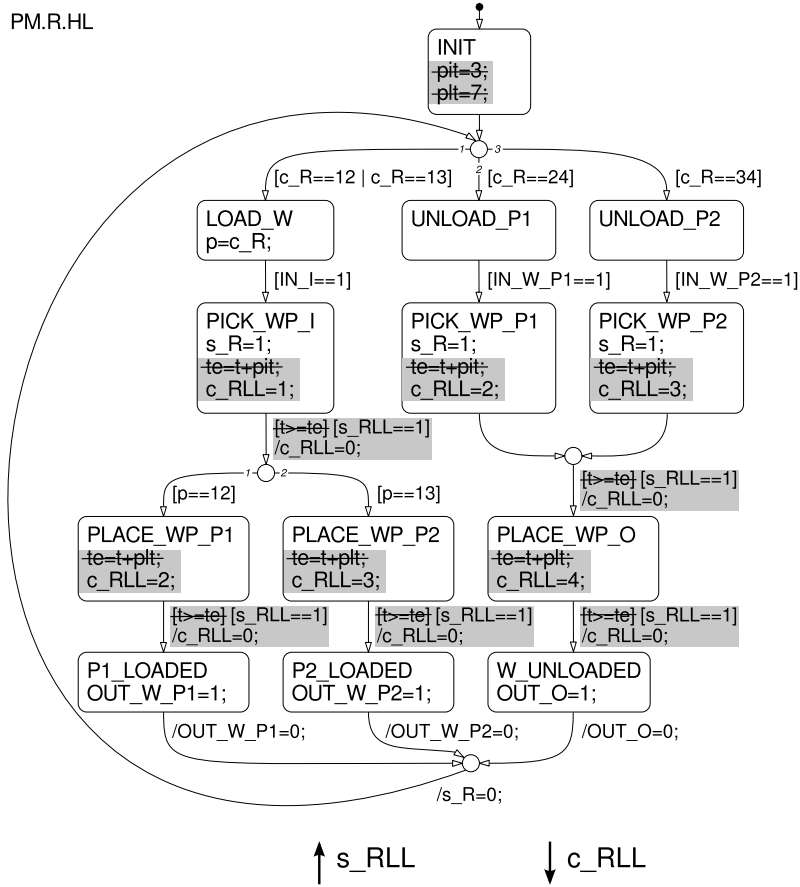 PM.R.HL
INIT
pit=3;
plt=7;
1 3
2
[c_R==12 | c_R==13] [c_R==24] [c_R==34]
LOAD_W
p=c_R;
UNLOAD_P1
UNLOAD_P2
[IN_I==1] [IN_W_P1==1] [IN_W_P2==1]
PICK_WP_I
s_R=1;
te=t+pit;
c_RLL=1;
PICK_WP_P1
s_R=1;
te=t+pit;
c_RLL=2;
PICK_WP_P2
s_R=1;
te=t+pit;
c_RLL=3;
[t>=te] [s_RLL==1]
/c_RLL=0;
1 2
[t>=te] [s_RLL==1]
/c_RLL=0;
[p==12] [p==13]
PLACE_WP_P1
te=t+plt;
c_RLL=2;
PLACE_WP_P2
te=t+plt;
c_RLL=3;
PLACE_WP_O
te=t+plt;
c_RLL=4;
[t>=te] [s_RLL==1]
/c_RLL=0;
[t>=te] [s_RLL==1]
/c_RLL=0;
[t>=te] [s_RLL==1]
/c_RLL=0;
P1_LOADED
OUT_W_P1=1;
P2_LOADED
OUT_W_P2=1;
W_UNLOADED
OUT_O=1;
/OUT_W_P1=0; /OUT_W_P2=0; /OUT_O=0;
/s_R=0;
s_RLL c_RLL